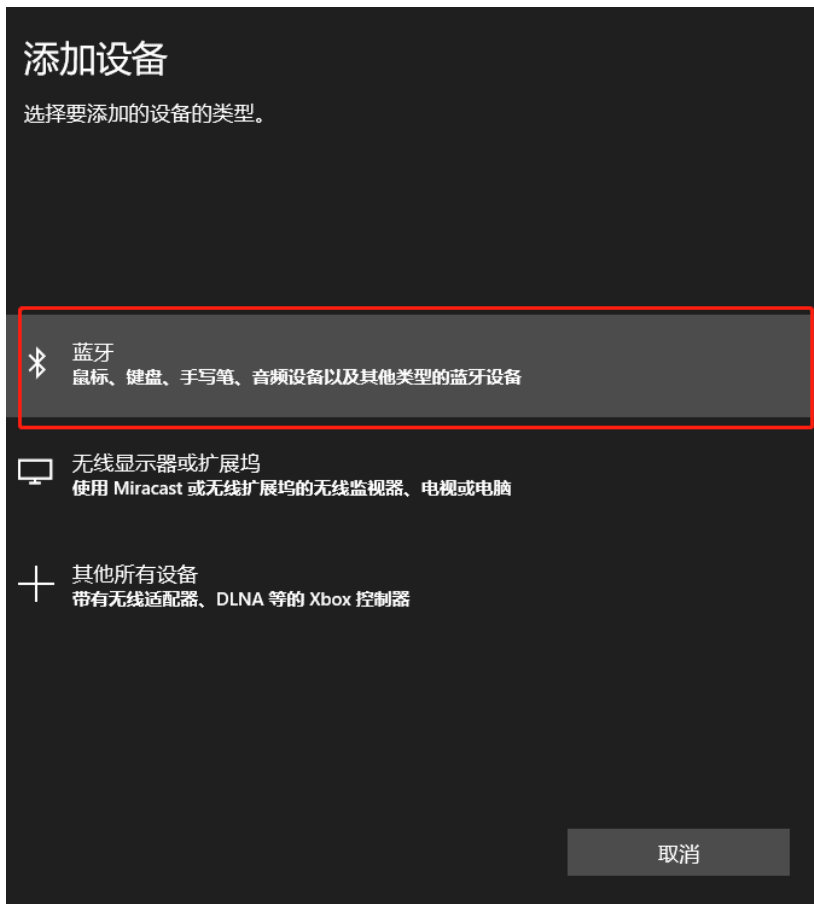 添加设备
选择要添加的设备的类型。
蓝牙
鼠标、键盘、手写笔、音频设备以及其他类型的蓝牙设备
无线显示器或扩展坞
使用 Miracast 或无线扩展坞的无线监视器、电视或电脑
其他所有设备
带有无线适配器、DLNA 等的 Xbox 控制器
取消